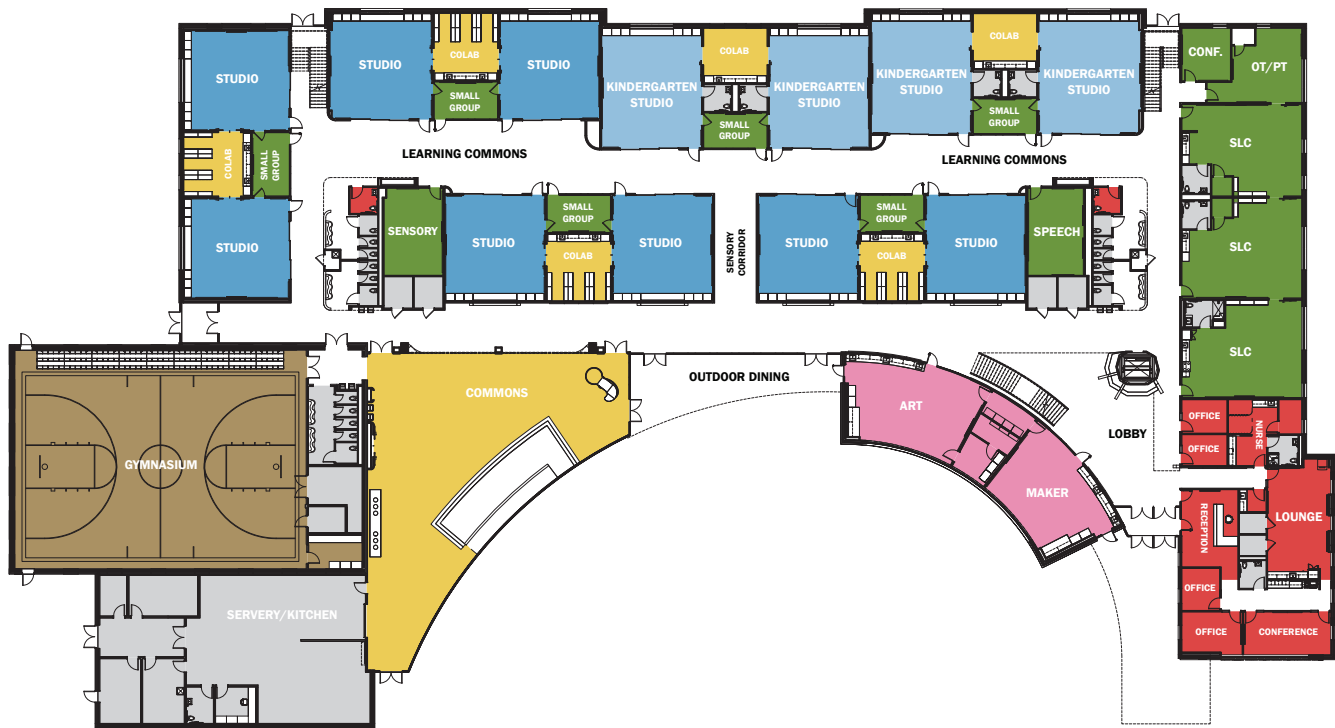 STUDIO
COLAB
SMALL
GROUP
STUDIO
STUDIO
COLAB
SMALL
GROUP
STUDIO
KINDERGARTEN
STUDIO
COLAB
SMALL
GROUP
KINDERGARTEN
STUDIO
KINDERGARTEN
STUDIO
COLAB
SMALL
GROUP
KINDERGARTEN
STUDIO
CONF.
OT/PT
LEARNING COMMONS
LEARNING COMMONS
SLC
SLC
SLC
SENSORY
STUDIO
SMALL
GROUP
COLAB
STUDIO
SENSORY
CORRIDOR
STUDIO
SMALL
GROUP
COLAB
STUDIO
SPEECH
GYMNASIUM
COMMONS
OUTDOOR DINING
ART
MAKER
LOBBY
OFFICE
OFFICE
NURSE
RECEPTION
LOUNGE
OFFICE
OFFICE
CONFERENCE
SERVERY/KITCHEN